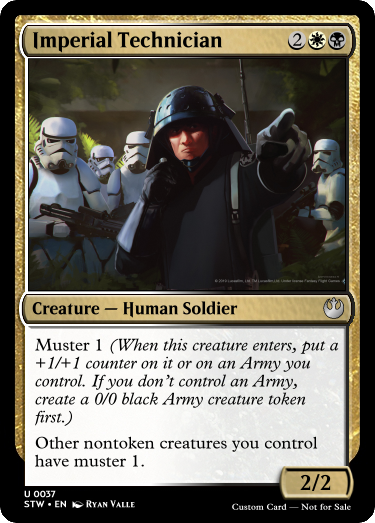 Imperial Technician 2
Creature — Human Soldier
Muster 1 (When this creature enters, put a
+1/+1 counter on it or on an Army you
control. If you don't control an Army,
create a 0/0 black Army creature token
first.)
Other nontoken creatures you control
have muster 1.
2/2
U 0037
STW • EN Ryan Valle
Custom Card — Not for Sale